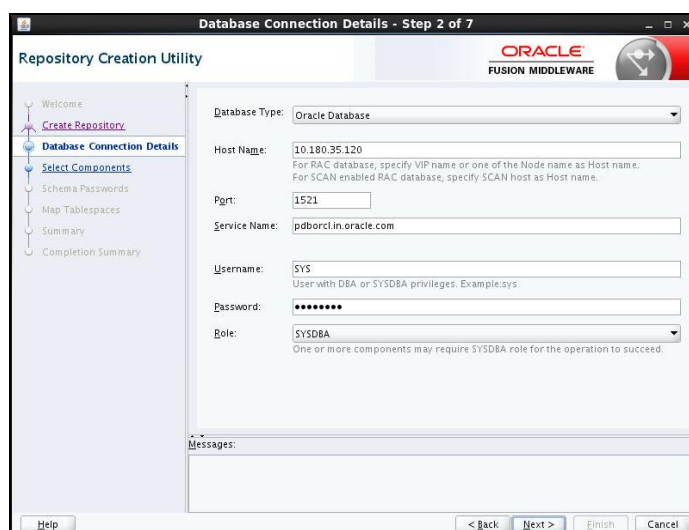 Database Connection Details - Step 2 of 7
Repository Creation Utility
ORACLE
FUSION MIDDLEWARE
Welcome
Create Repository
Database Connection Details
Select Components
Schema Passwords
Map Tablespaces
Summary
Completion Summary
Database Type: Oracle Database
Host Name: 10.180.35.120
For RAC database, specify VIP name or one of the Node name as Host name.
For SCAN enabled RAC database, specify SCAN host as Host name.
Port: 1521
Service Name: pdborcl.in.oracle.com
Username: SYS
User with DBA or SYSDBA privileges. Example:sys
Password: ••••••••
Role: SYSDBA
One or more components may require SYSDBA role for the operation to succeed.
Messages:
Help
< Back
Next >
Finish
Cancel